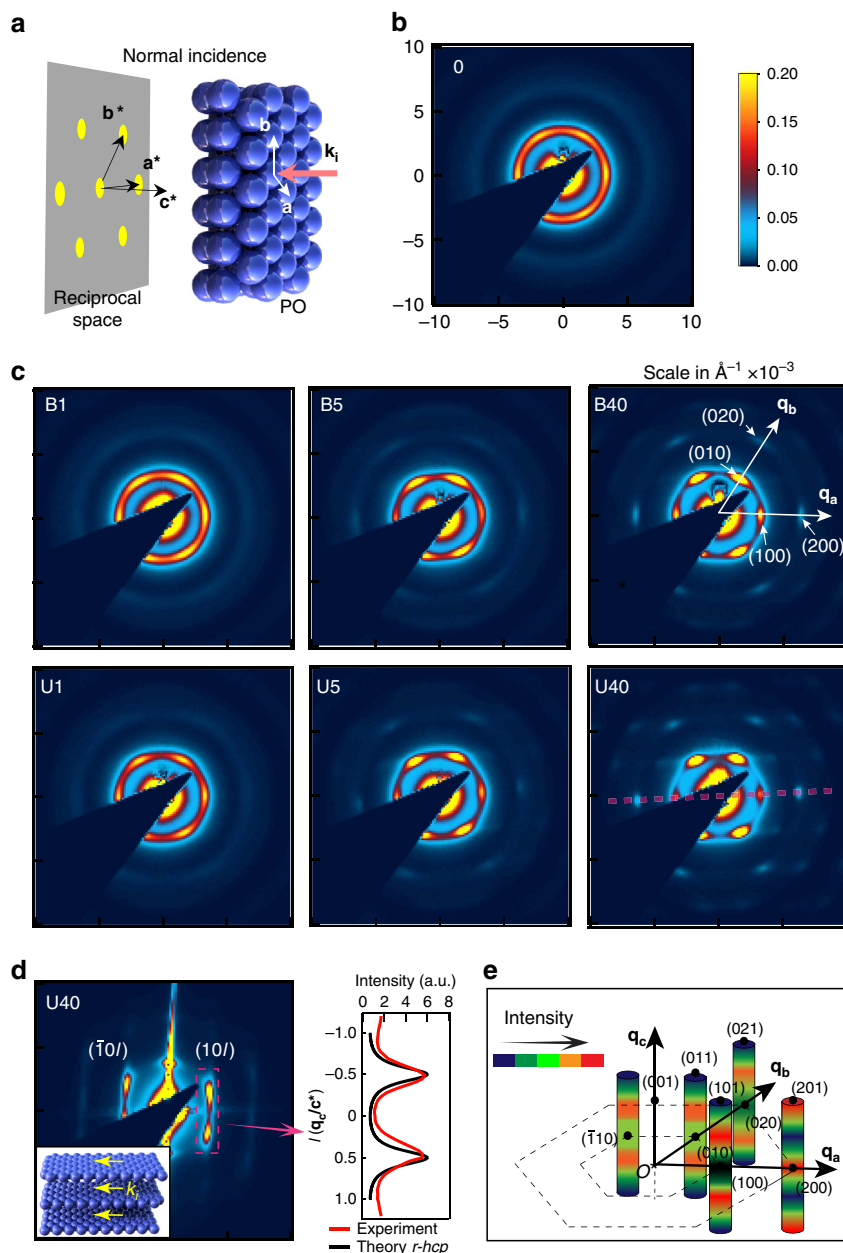 a
Normal incidence
b*
a*
c*
b
a
k_i
Reciprocal
space
PO
b
10
5
0
−5
−10
−10
−5
0
5
10
0
0.20
0.15
0.10
0.05
0.00
c
Scale in Å⁻¹ ×10⁻³
B1
B5
B40
(020)
q_b
(010)
q_a
(100)
(200)
U1
U5
U40
d
U40
(1̄0l)
(10l)
k_i
Intensity (a.u.)
0 2 4 6 8
−1.0
−0.5
0
0.5
1.0
l (q_c/c*)
Experiment
Theory r-hcp
e
Intensity
q_c
(021)
(011)
q_b
(001)
(101)
(201)
(020)
(1̄10)
(010)
q_a
O
(100)
(200)